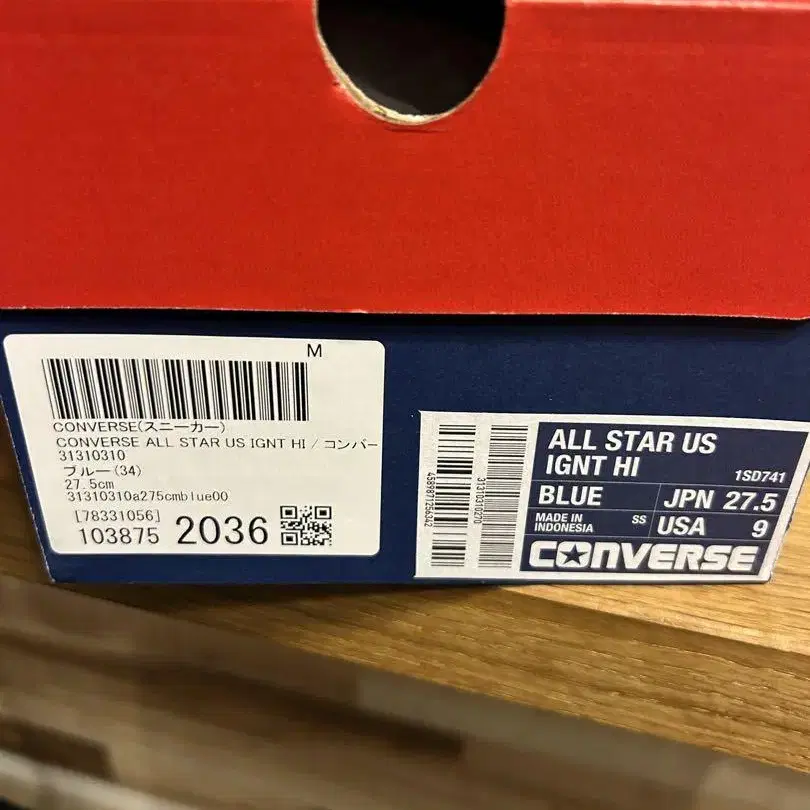 M
CONVERSE(スニーカー)
CONVERSE ALL STAR US IGNT HI / コンバー
31310310
ブルー(34)
27.5cm
31310310a275cmblue00
[78331056]
103875 2036
4589871256342
31310310270
ALL STAR US
IGNT HI
1SD741
BLUE
JPN 27.5
MADE IN
INDONESIA
SS
USA 9
CONVERSE